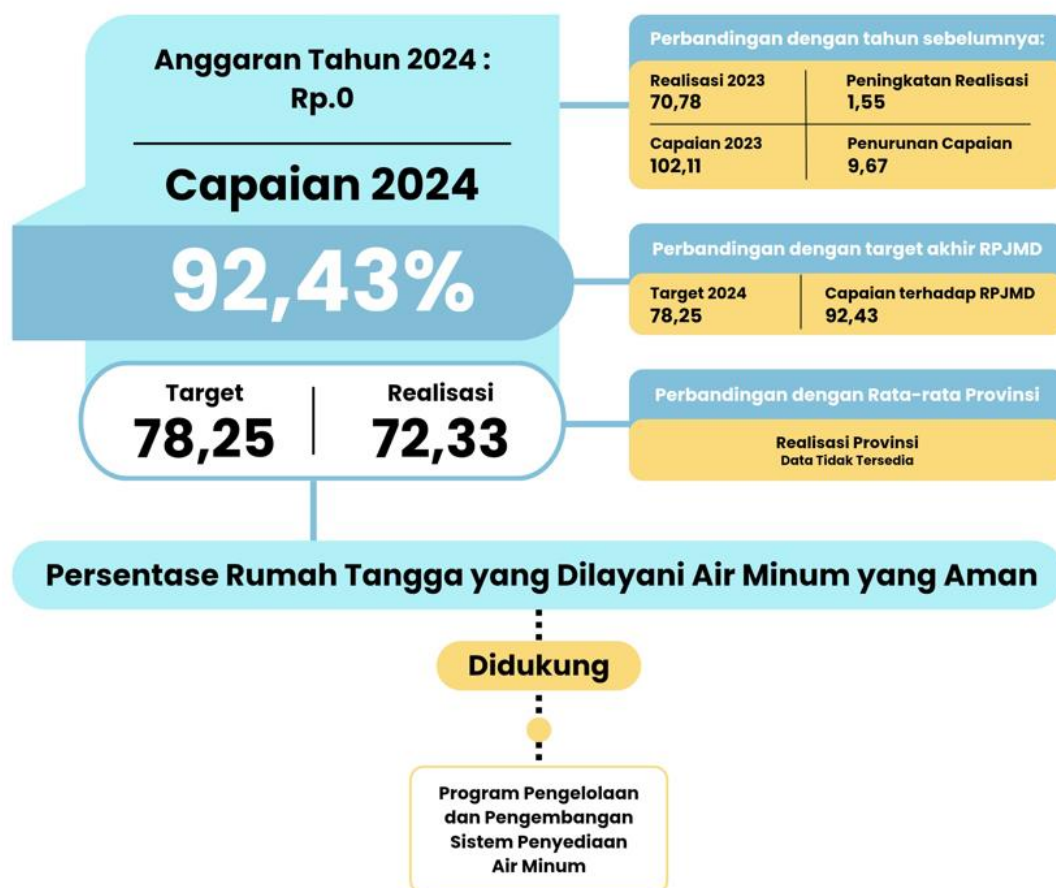 Anggaran Tahun 2024 :
Rp.0
Capaian 2024
92,43%
Target
78,25
Realisasi
72,33
Perbandingan dengan tahun sebelumnya:
Realisasi 2023
70,78
Peningkatan Realisasi
1,55
Capaian 2023
102,11
Penurunan Capaian
9,67
Perbandingan dengan target akhir RPJMD
Target 2024
78,25
Capaian terhadap RPJMD
92,43
Perbandingan dengan Rata-rata Provinsi
Realisasi Provinsi
Data Tidak Tersedia
Persentase Rumah Tangga yang Dilayani Air Minum yang Aman
Didukung
Program Pengelolaan
dan Pengembangan
Sistem Penyediaan
Air Minum